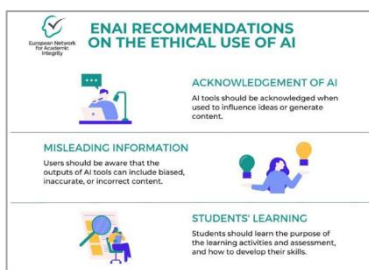 European Network
for Academic
Integrity
ENAI RECOMMENDATIONS
ON THE ETHICAL USE OF AI
ACKNOWLEDGEMENT OF AI
AI tools should be acknowledged when
used to influence ideas or generate
content.
MISLEADING INFORMATION
Users should be aware that the
outputs of AI tools can include biased,
inaccurate, or incorrect content.
STUDENTS' LEARNING
Students should learn the purpose of
the learning activities and assessment,
and how to develop their skills.